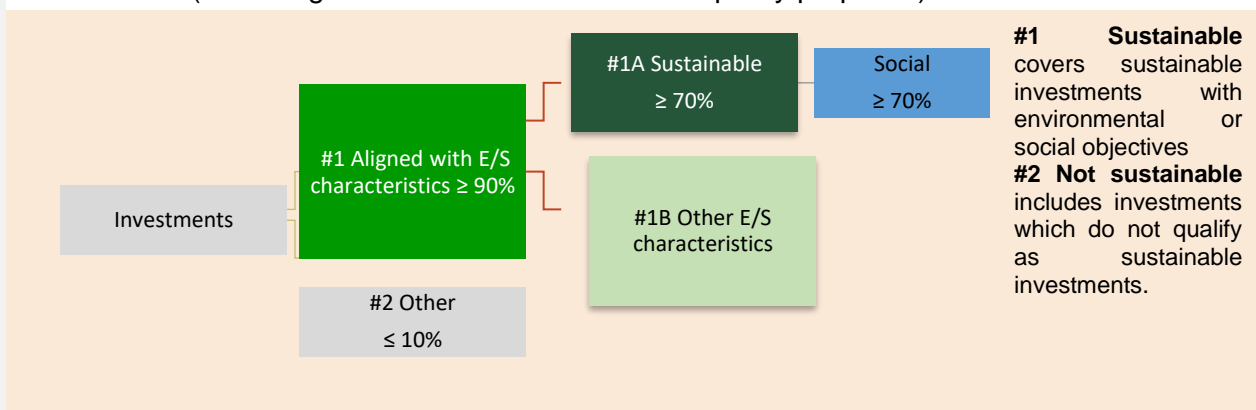 #1A Sustainable
≥ 70%
Social
≥ 70%
#1 Aligned with E/S
characteristics ≥ 90%
Investments
#1B Other E/S
characteristics
#2 Other
≤ 10%
#1 Sustainable
covers sustainable
investments with
environmental or
social objectives
#2 Not sustainable
includes investments
which do not qualify
as sustainable
investments.